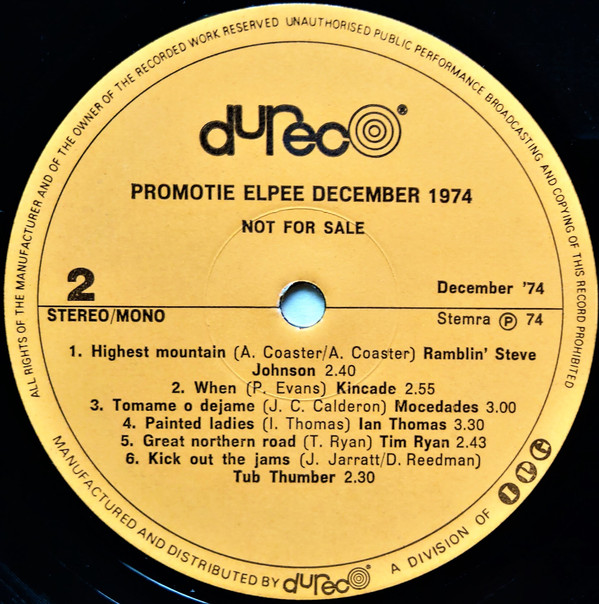 ALL RIGHTS OF THE MANUFACTURER AND OF THE OWNER OF THE RECORDED WORK RESERVED UNAUTHORISED PUBLIC PERFORMANCE BROADCASTING AND COPYING OF THIS RECORD PROHIBITED
dureco®
PROMOTIE ELPEE DECEMBER 1974
NOT FOR SALE
2
December '74
STEREO/MONO
Stemra Ⓟ 74
1. Highest mountain (A. Coaster/A. Coaster) Ramblin' Steve
Johnson 2.40
2. When (P. Evans) Kincade 2.55
3. Tomame o dejame (J. C. Calderon) Mocedades 3.00
4. Painted ladies (I. Thomas) Ian Thomas 3.30
5. Great northern road (T. Ryan) Tim Ryan 2.43
6. Kick out the jams (J. Jarratt/D. Reedman)
Tub Thumber 2.30
MANUFACTURED AND DISTRIBUTED BY dureco® A DIVISION OF